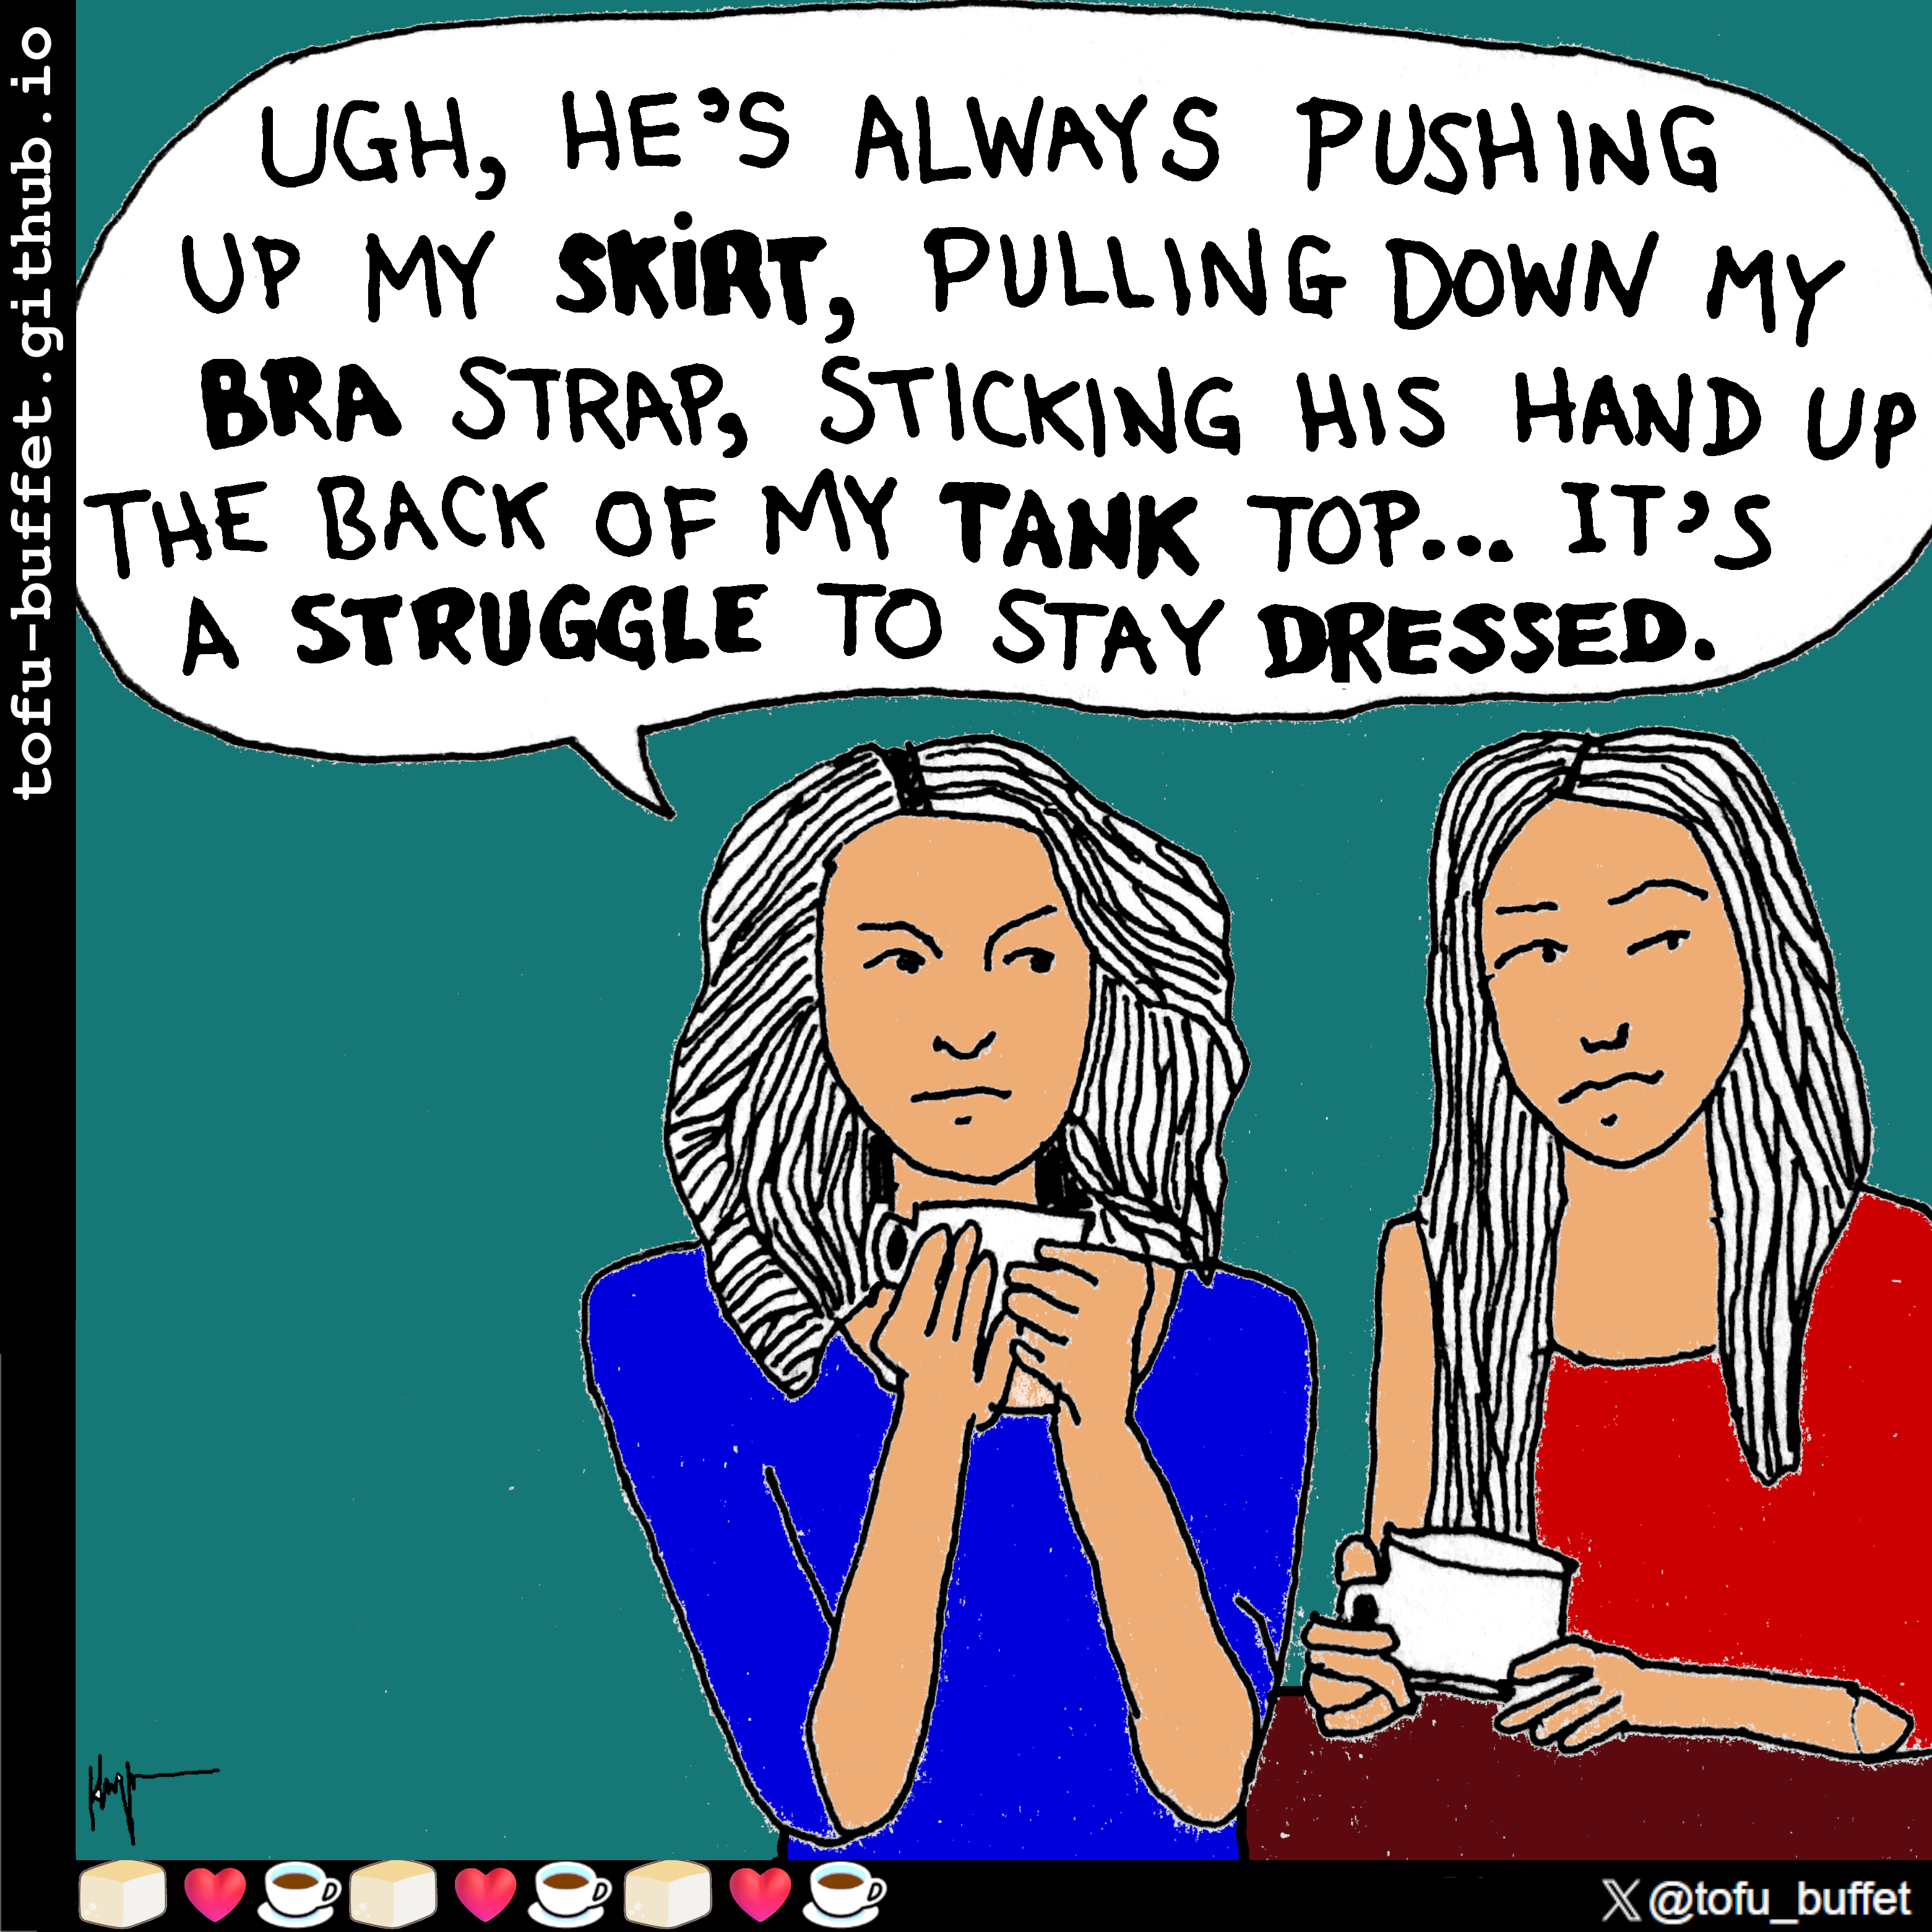 UGH, HE'S ALWAYS PUSHING
UP MY SKiRT, PULLING DOWN MY
BRA STRAP, STICKING HIS HAND UP
THE BACK OF MY TANK TOP... IT'S
A STRUGGLE TO STAY DRESSED.
tofu-buffet.github.io
X @tofu_buffet